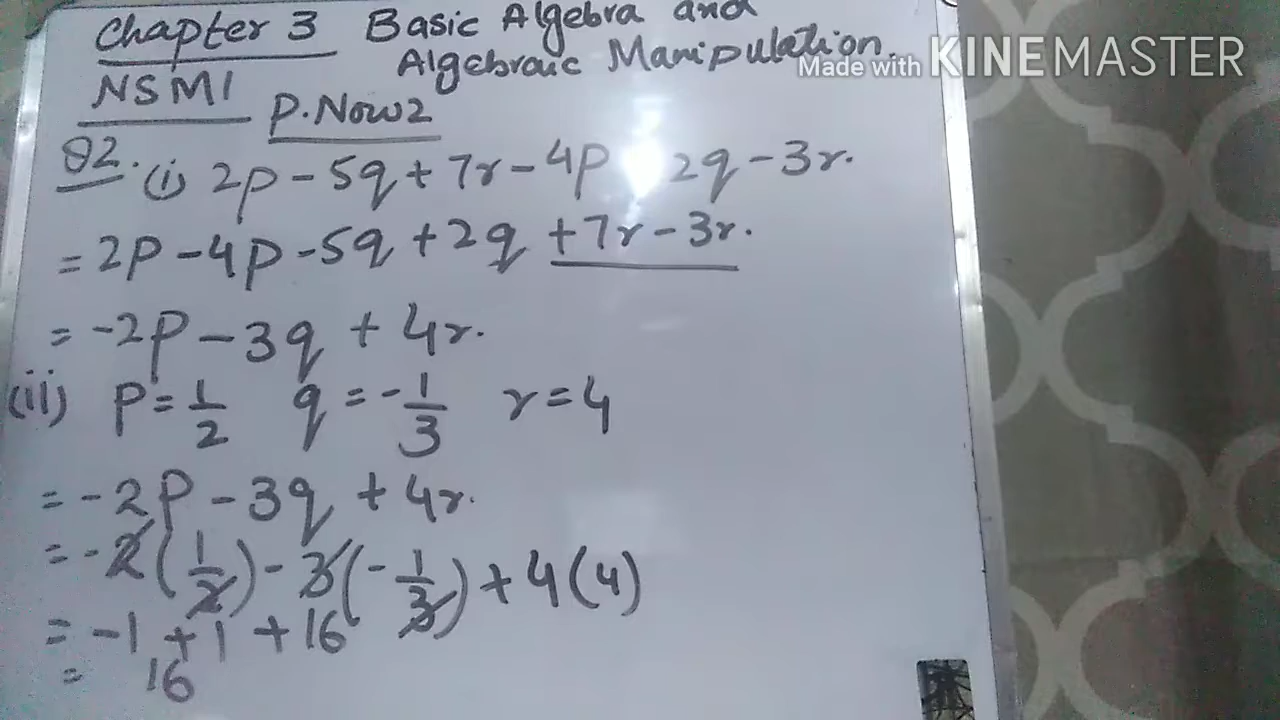 Chapter 3 Basic Algebra and
Algebraic Manipulation.
Made with KINEMASTER
NSM1
P. Now 2
Q2. (i) 2p - 5q + 7r - 4p 2q - 3r.
= 2p - 4p - 5q + 2q + 7r - 3r.
= -2p - 3q + 4r.
(ii) p = 1/2 q = -1/3 r = 4
= -2p - 3q + 4r.
= -2(1/2) - 3(-1/3) + 4(4)
= -1 + 1 + 16
= 16